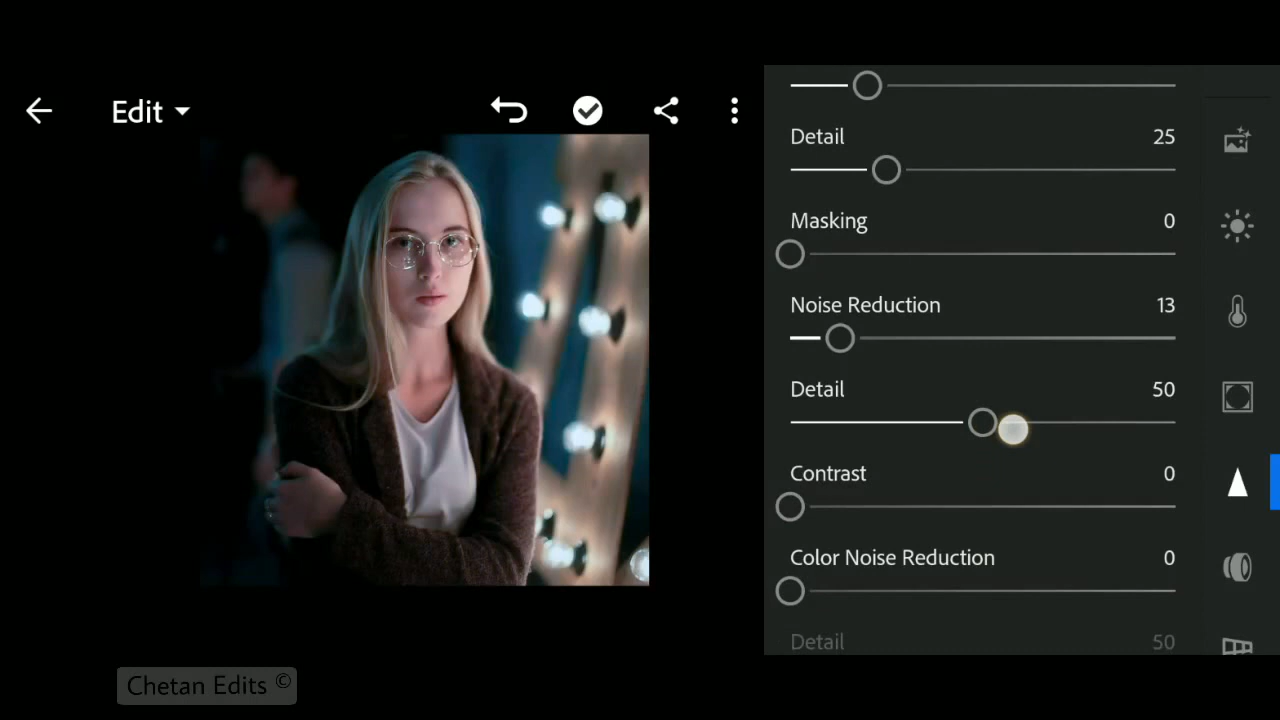 Edit
Detail 25
Masking 0
Noise Reduction 13
Detail 50
Contrast 0
Color Noise Reduction 0
Detail 50
Chetan Edits ©